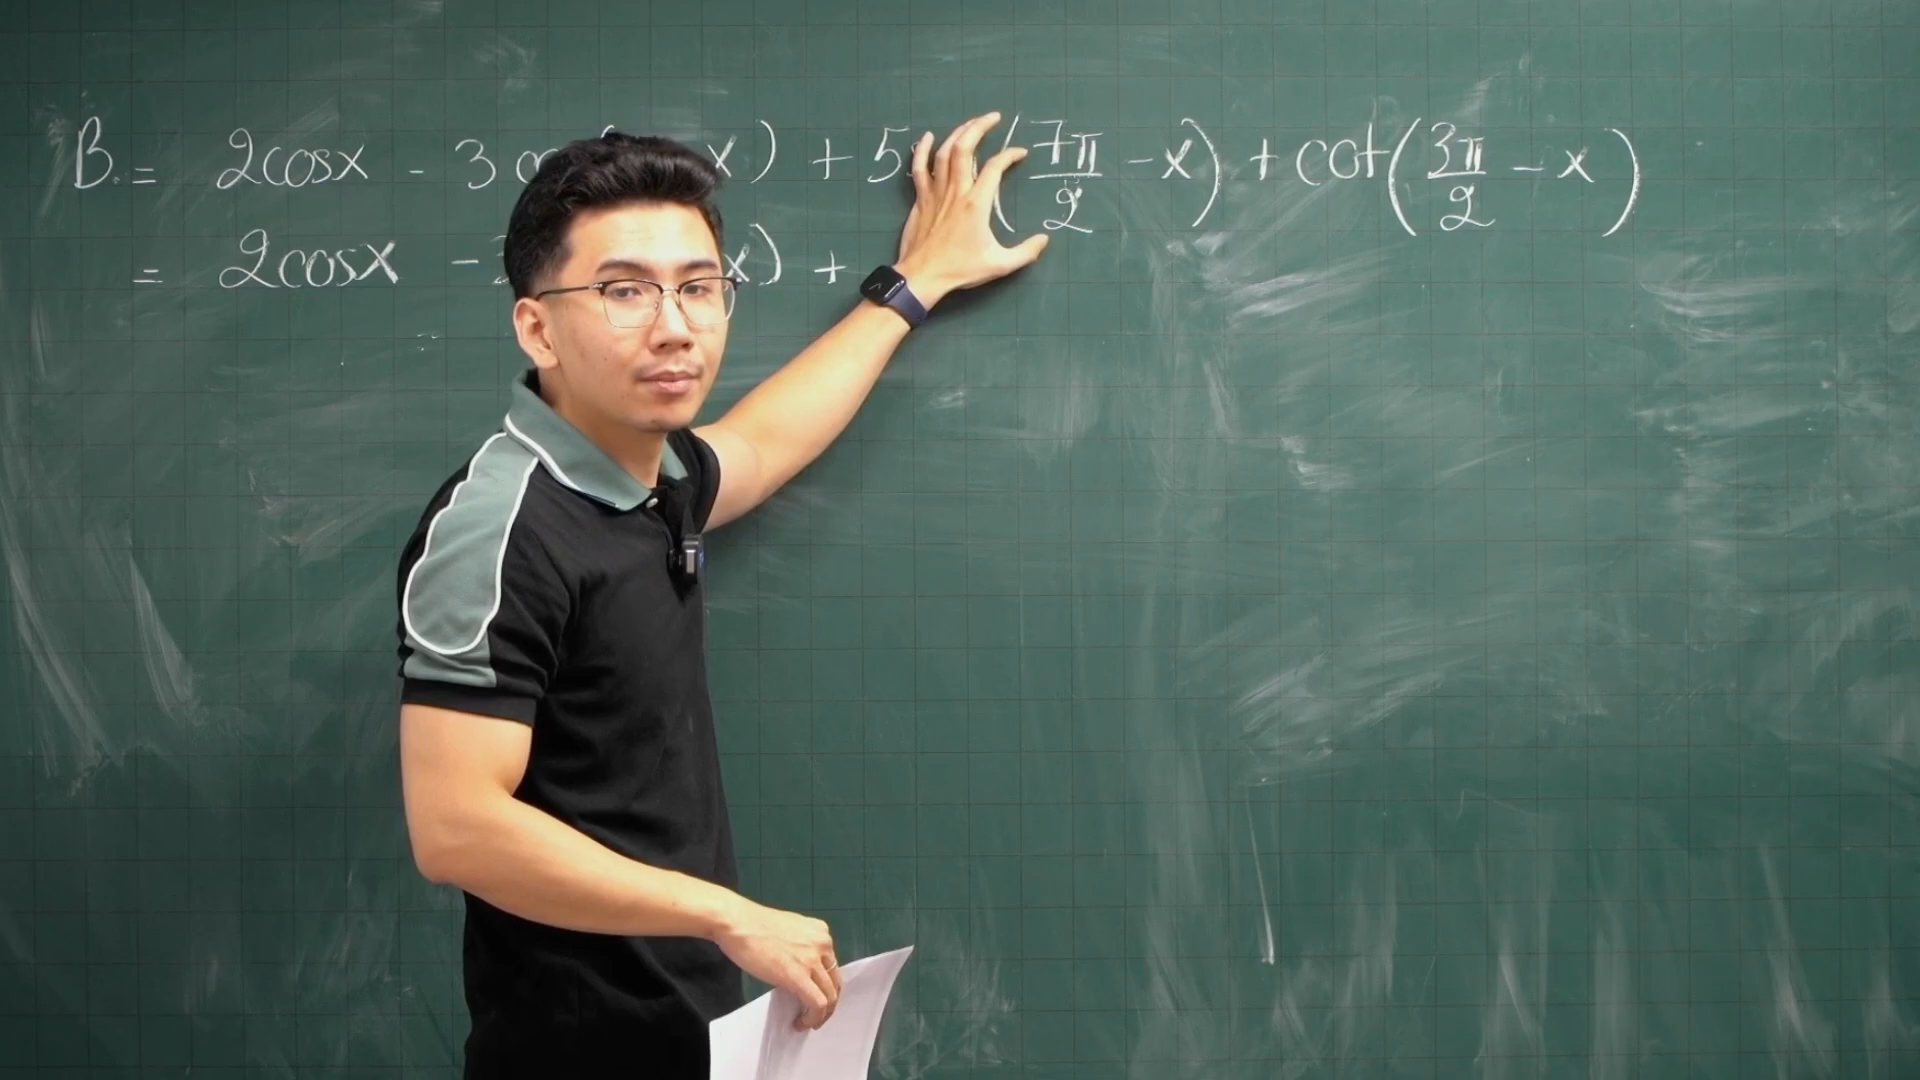 B. = 2cosx - 3 x) + 5 (7π/2 - x) + cot(3π/2 - x)
= 2cosx - x) +